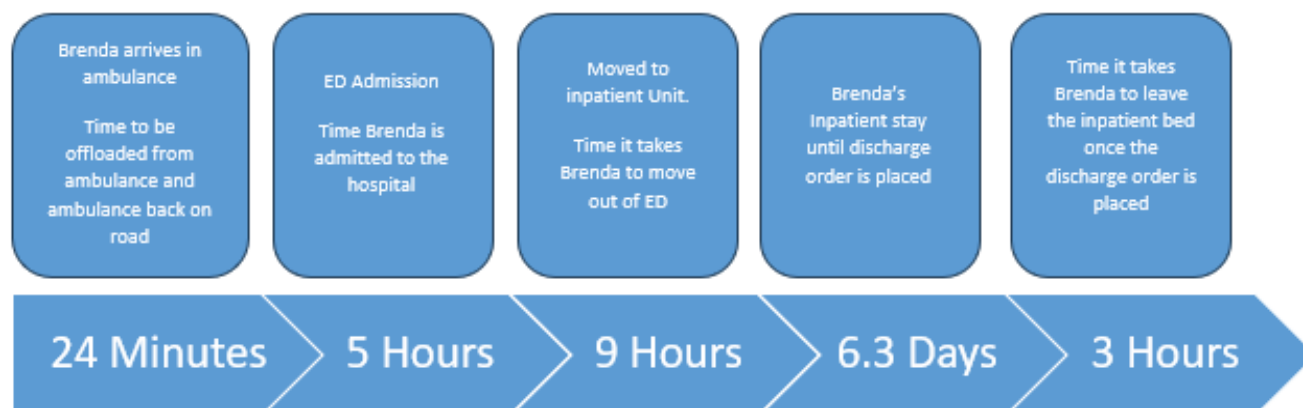 Brenda arrives in
ambulance
Time to be
offloaded from
ambulance and
ambulance back on
road
ED Admission
Time Brenda is
admitted to the
hospital
Moved to
inpatient Unit.
Time it takes
Brenda to move
out of ED
Brenda's
Inpatient stay
until discharge
order is placed
Time it takes
Brenda to leave
the inpatient bed
once the
discharge order is
placed
24 Minutes
5 Hours
9 Hours
6.3 Days
3 Hours